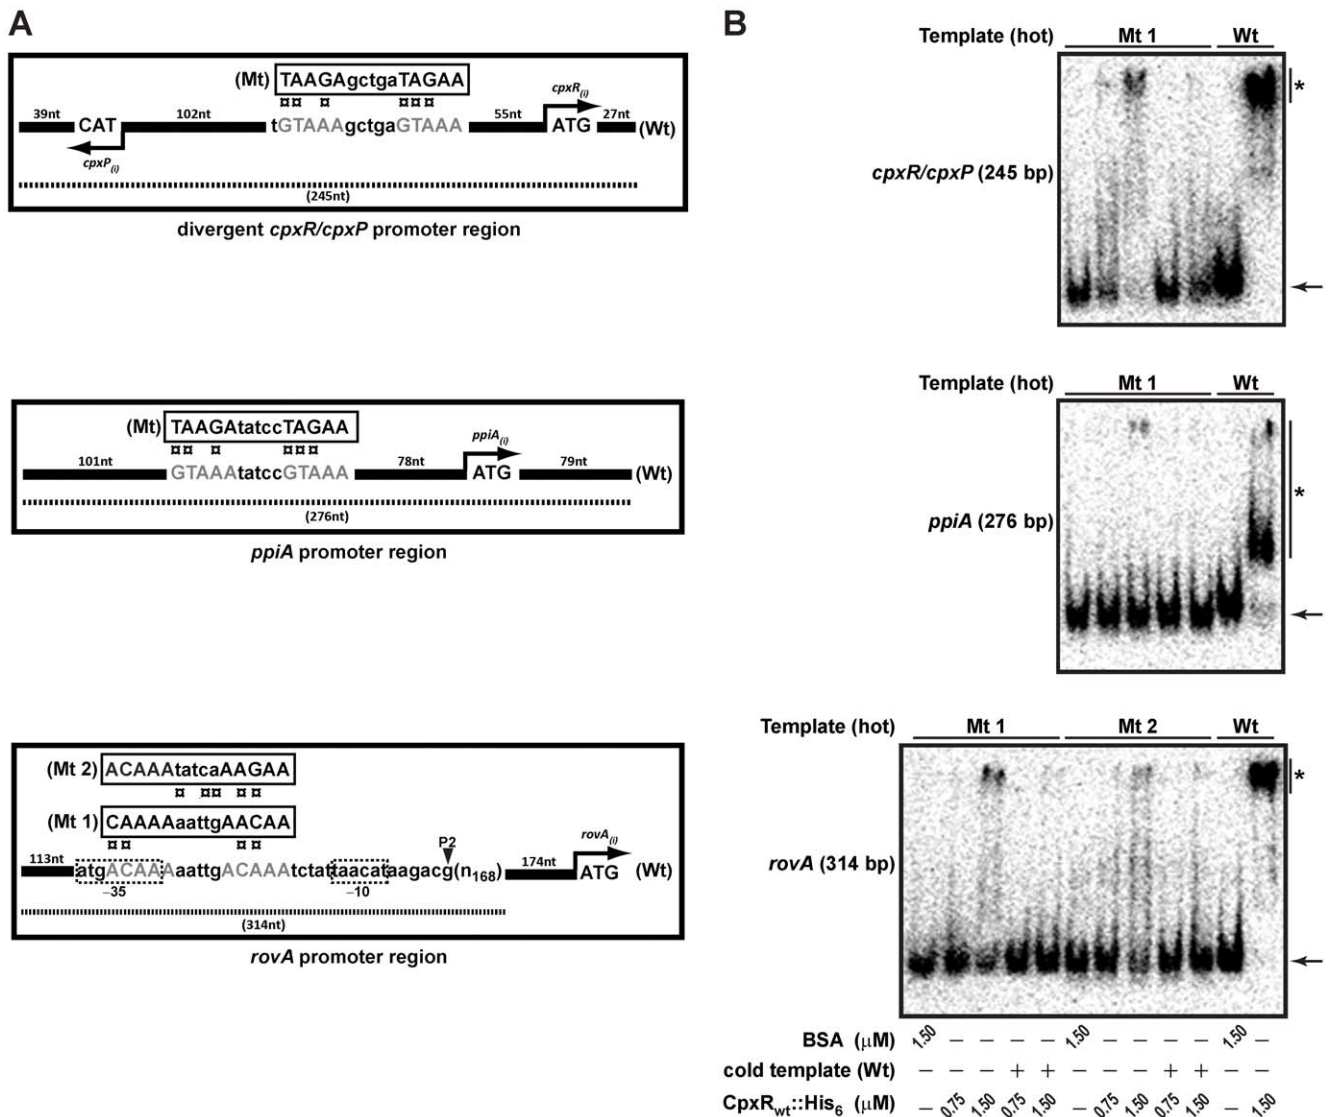 A
(Mt) TAAGAgctgaTAGAA
¤¤ ¤ ¤¤¤
39nt CAT 102nt tGTAAAgctgaGTAAA 55nt cpxR(i) ATG 27nt (Wt)
cpxP(i)
(245nt)
divergent cpxR/cpxP promoter region
(Mt) TAAGAtatccTAGAA
¤¤ ¤ ¤¤¤
101nt GTAAAtatccGTAAA 78nt ppiA(i) ATG 79nt (Wt)
(276nt)
ppiA promoter region
(Mt 2) ACAAAtatcaAAGAA
¤ ¤¤ ¤¤
(Mt 1) CAAAAaattgAACAA
¤¤ ¤¤
P2 rovA(i)
113nt atgACAAAAaattgACAAAtctattaacataagacg(n168) 174nt ATG (Wt)
–35 –10
(314nt)
rovA promoter region
B
Template (hot) Mt 1 Wt
cpxR/cpxP (245 bp)
*
Template (hot) Mt 1 Wt
ppiA (276 bp)
*
Template (hot) Mt 1 Mt 2 Wt
rovA (314 bp)
*
BSA (μM) 1.50 – – – – 1.50 – – – – 1.50 –
cold template (Wt) – – – + + – – – + + – –
CpxRwt::His6 (μM) – 0.75 1.50 0.75 1.50 – 0.75 1.50 0.75 1.50 – 1.50